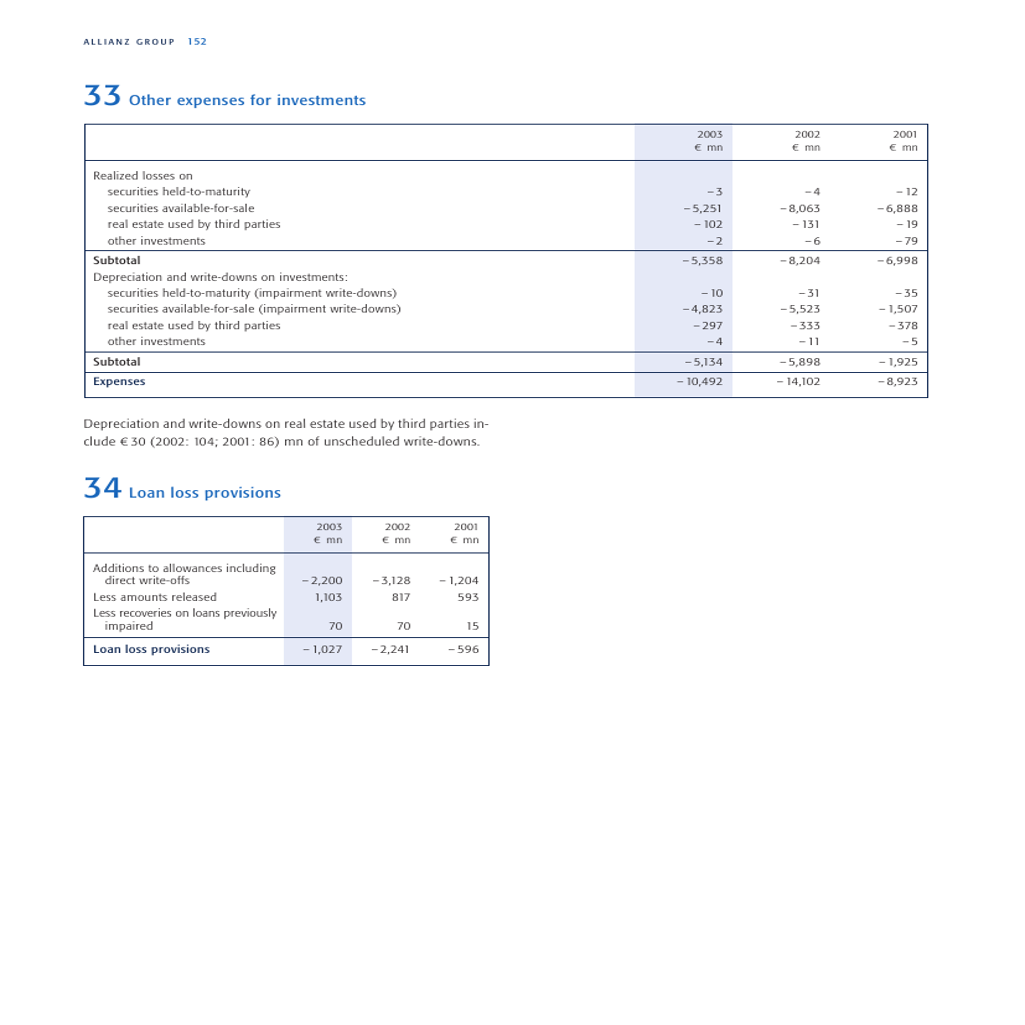 ALLIANZ GROUP 152
33 Other expenses for investments
2003 2002 2001
€ mn € mn € mn
Realized losses on
securities held-to-maturity – 3 – 4 – 12
securities available-for-sale – 5,251 – 8,063 – 6,888
real estate used by third parties – 102 – 131 – 19
other investments – 2 – 6 – 79
Subtotal – 5,358 – 8,204 – 6,998
Depreciation and write-downs on investments:
securities held-to-maturity (impairment write-downs) – 10 – 31 – 35
securities available-for-sale (impairment write-downs) – 4,823 – 5,523 – 1,507
real estate used by third parties – 297 – 333 – 378
other investments – 4 – 11 – 5
Subtotal – 5,134 – 5,898 – 1,925
Expenses – 10,492 – 14,102 – 8,923
Depreciation and write-downs on real estate used by third parties in-
clude € 30 (2002: 104; 2001: 86) mn of unscheduled write-downs.
34 Loan loss provisions
2003 2002 2001
€ mn € mn € mn
Additions to allowances including
direct write-offs – 2,200 – 3,128 – 1,204
Less amounts released 1,103 817 593
Less recoveries on loans previously
impaired 70 70 15
Loan loss provisions – 1,027 – 2,241 – 596